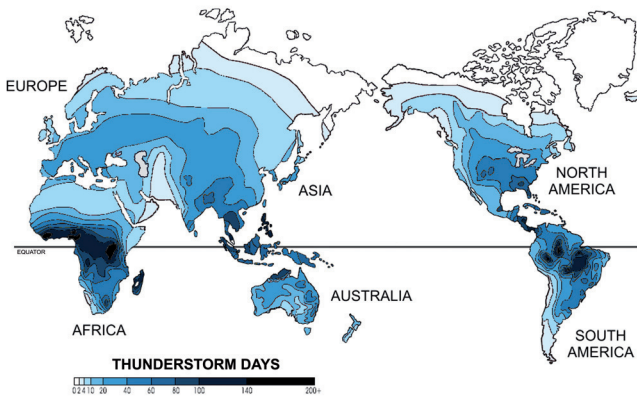 EUROPE
ASIA
NORTH
AMERICA
EQUATOR
AUSTRALIA
AFRICA
SOUTH
AMERICA
THUNDERSTORM DAYS
0 2 4 10 20 40 60 80 100 140 200+